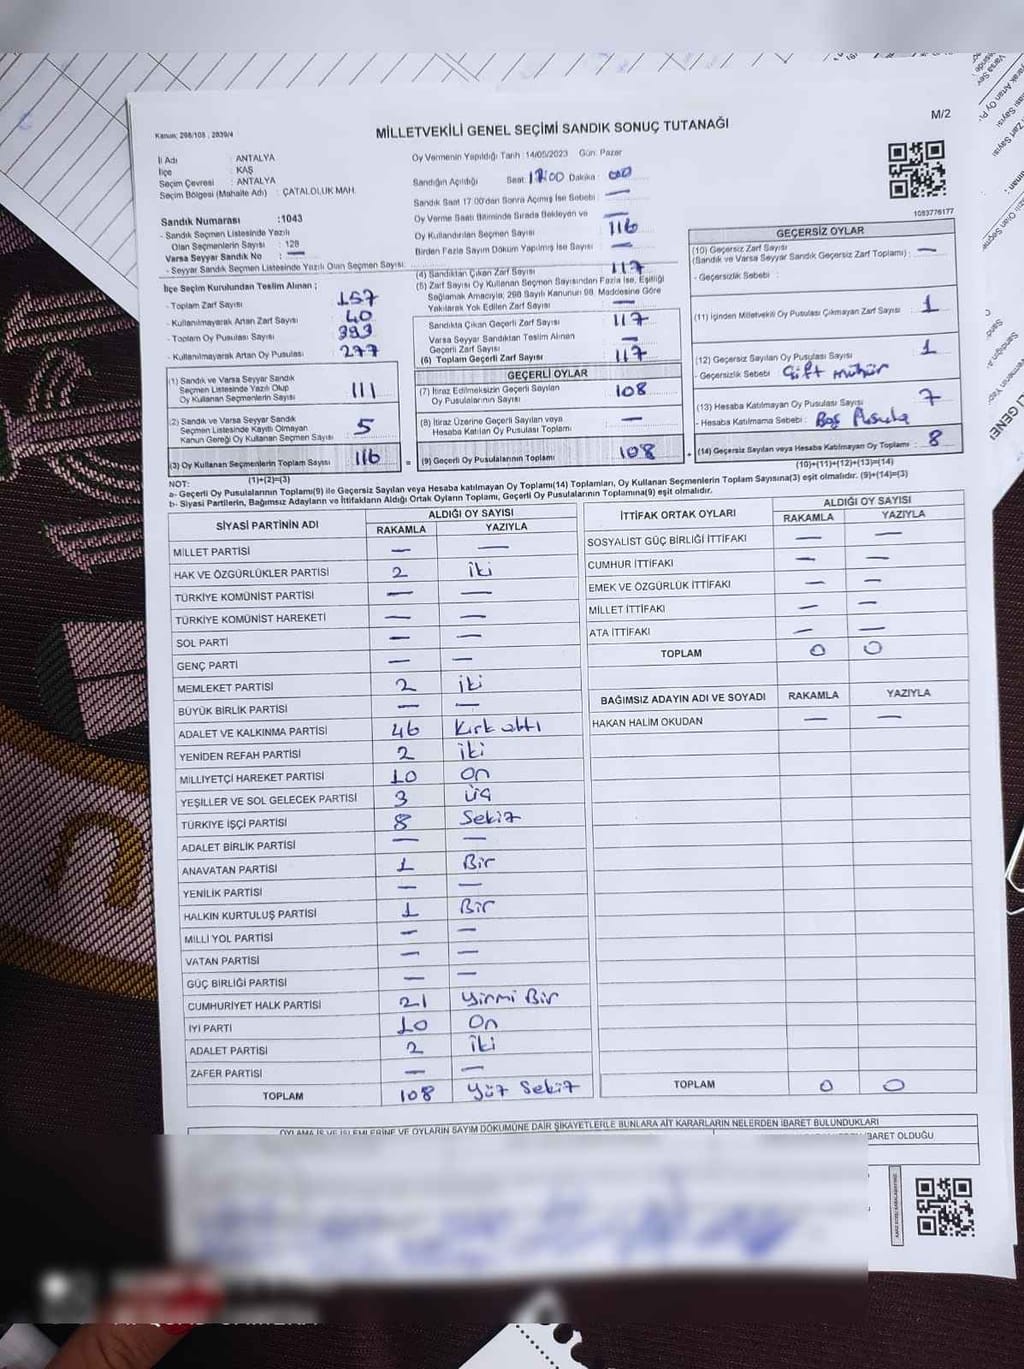 M/2
Kanun: 298/105 , 2839/4
MİLLETVEKİLİ GENEL SEÇİMİ SANDIK SONUÇ TUTANAĞI
İl Adı : ANTALYA
İlçe : KAŞ
Seçim Çevresi : ANTALYA
Seçim Bölgesi (Mahalle Adı) : ÇATALOLUK MAH.
Sandık Numarası :1043
- Sandık Seçmen Listesinde Yazılı
Olan Seçmenlerin Sayısı : 128
Varsa Seyyar Sandık No : —
- Seyyar Sandık Seçmen Listesinde Yazılı Olan Seçmen Sayısı:
İlçe Seçim Kurulundan Teslim Alınan ;
- Toplam Zarf Sayısı 157
- Kullanılmayarak Artan Zarf Sayısı 40
- Toplam Oy Pusulası Sayısı 393
- Kullanılmayarak Artan Oy Pusulası 277
(1) Sandık ve Varsa Seyyar Sandık
Seçmen Listesinde Yazılı Olup
Oy Kullanan Seçmenlerin Sayısı 111
(2) Sandık ve Varsa Seyyar Sandık
Seçmen Listesinde Kayıtlı Olmayan
Kanun Gereği Oy Kullanan Seçmen Sayısı 5
(3) Oy Kullanan Seçmenlerin Toplam Sayısı 116
(1)+(2)=(3)
Oy Vermenin Yapıldığı Tarih :14/05/2023 Gün: Pazar
Sandığın Açıldığı Saat: 17:00 Dakika: 00
Sandık Saat 17.00'dan Sonra Açılmış İse Sebebi : —
Oy Verme Saati Bitiminde Sırada Bekleyen ve —
Oy Kullandırılan Seçmen Sayısı 116
Birden Fazla Sayım Döküm Yapılmış İse Sayısı —
(4) Sandıktan Çıkan Zarf Sayısı 117
(5) Zarf Sayısı Oy Kullanan Seçmen Sayısından Fazla İse, Eşitliği
Sağlamak Amacıyla; 298 Sayılı Kanunun 98. Maddesine Göre
Yakılarak Yok Edilen Zarf Sayısı —
Sandıkta Çıkan Geçerli Zarf Sayısı 117
Varsa Seyyar Sandıktan Teslim Alınan
Geçerli Zarf Sayısı —
(6) Toplam Geçerli Zarf Sayısı 117
GEÇERLİ OYLAR
(7) İtiraz Edilmeksizin Geçerli Sayılan
Oy Pusulalarının Sayısı 108
(8) İtiraz Üzerine Geçerli Sayılan veya
Hesaba Katılan Oy Pusulası Toplamı —
= (9) Geçerli Oy Pusulalarının Toplamı 108
1083776177
GEÇERSİZ OYLAR
(10) Geçersiz Zarf Sayısı
(Sandık ve Varsa Seyyar Sandık Geçersiz Zarf Toplamı) : —
- Geçersizlik Sebebi :
(11) İçinden Milletvekili Oy Pusulası Çıkmayan Zarf Sayısı 1
(12) Geçersiz Sayılan Oy Pusulası Sayısı 1
- Geçersizlik Sebebi Çift mühür
(13) Hesaba Katılmayan Oy Pusulası Sayısı 7
- Hesaba Katılmama Sebebi : Boş Pusula
+ (14) Geçersiz Sayılan veya Hesaba Katılmayan Oy Toplamı : 8
(10)+(11)+(12)+(13)=(14)
NOT:
a- Geçerli Oy Pusulalarının Toplamı(9) ile Geçersiz Sayılan veya Hesaba katılmayan Oy Toplamı(14) Toplamları, Oy Kullanan Seçmenlerin Toplam Sayısına(3) eşit olmalıdır. (9)+(14)=(3)
b- Siyasi Partilerin, Bağımsız Adayların ve İttifakların Aldığı Ortak Oyların Toplamı, Geçerli Oy Pusulalarının Toplamına(9) eşit olmalıdır.
SİYASİ PARTİNİN ADI ALDIĞI OY SAYISI
RAKAMLA YAZIYLA
MİLLET PARTİSİ — —
HAK VE ÖZGÜRLÜKLER PARTİSİ 2 iki
TÜRKİYE KOMÜNİST PARTİSİ — —
TÜRKİYE KOMÜNİST HAREKETİ — —
SOL PARTİ — —
GENÇ PARTİ — —
MEMLEKET PARTİSİ 2 iki
BÜYÜK BİRLİK PARTİSİ — —
ADALET VE KALKINMA PARTİSİ 46 Kırk altı
YENİDEN REFAH PARTİSİ 2 iki
MİLLİYETÇİ HAREKET PARTİSİ 10 On
YEŞİLLER VE SOL GELECEK PARTİSİ 3 üç
TÜRKİYE İŞÇİ PARTİSİ 8 Sekiz
ADALET BİRLİK PARTİSİ — —
ANAVATAN PARTİSİ 1 Bir
YENİLİK PARTİSİ — —
HALKIN KURTULUŞ PARTİSİ 1 Bir
MİLLİ YOL PARTİSİ — —
VATAN PARTİSİ — —
GÜÇ BİRLİĞİ PARTİSİ — —
CUMHURİYET HALK PARTİSİ 21 Yirmi Bir
İYİ PARTİ 10 On
ADALET PARTİSİ 2 İki
ZAFER PARTİSİ — —
TOPLAM 108 Yüz Sekiz
İTTİFAK ORTAK OYLARI ALDIĞI OY SAYISI
RAKAMLA YAZIYLA
SOSYALİST GÜÇ BİRLİĞİ İTTİFAKI — —
CUMHUR İTTİFAKI — —
EMEK VE ÖZGÜRLÜK İTTİFAKI — —
MİLLET İTTİFAKI — —
ATA İTTİFAKI — —
TOPLAM 0 0
BAĞIMSIZ ADAYIN ADI VE SOYADI RAKAMLA YAZIYLA
HAKAN HALİM OKUDAN — —
TOPLAM 0 0
OYLAMA İŞ VE İŞLEMLERİNE VE OYLARIN SAYIM DÖKÜMÜNE DAİR ŞİKAYETLERLE BUNLARA AİT KARARLARIN NELERDEN İBARET BULUNDUKLARI
OLDUĞU